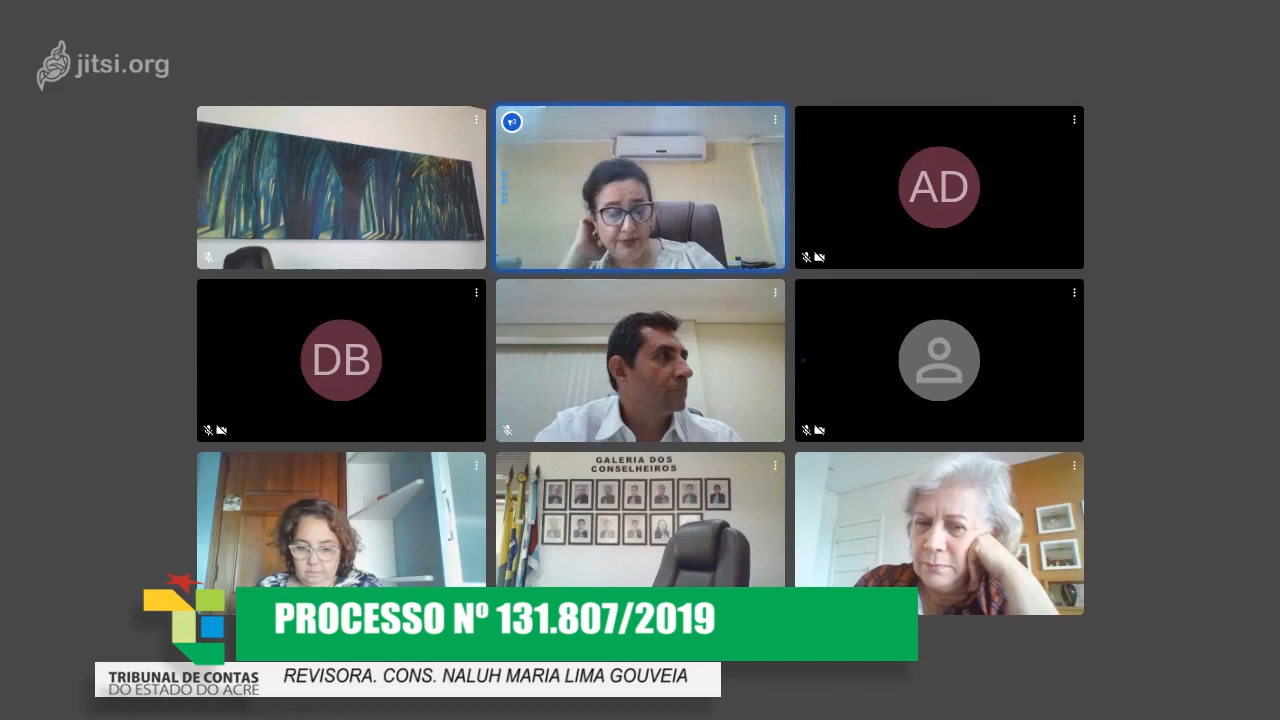 jitsi.org
AD
DB
GALERIA DOS
CONSELHEIROS
PROCESSO Nº 131.807/2019
TRIBUNAL DE CONTAS
DO ESTADO DO ACRE
REVISORA. CONS. NALUH MARIA LIMA GOUVEIA